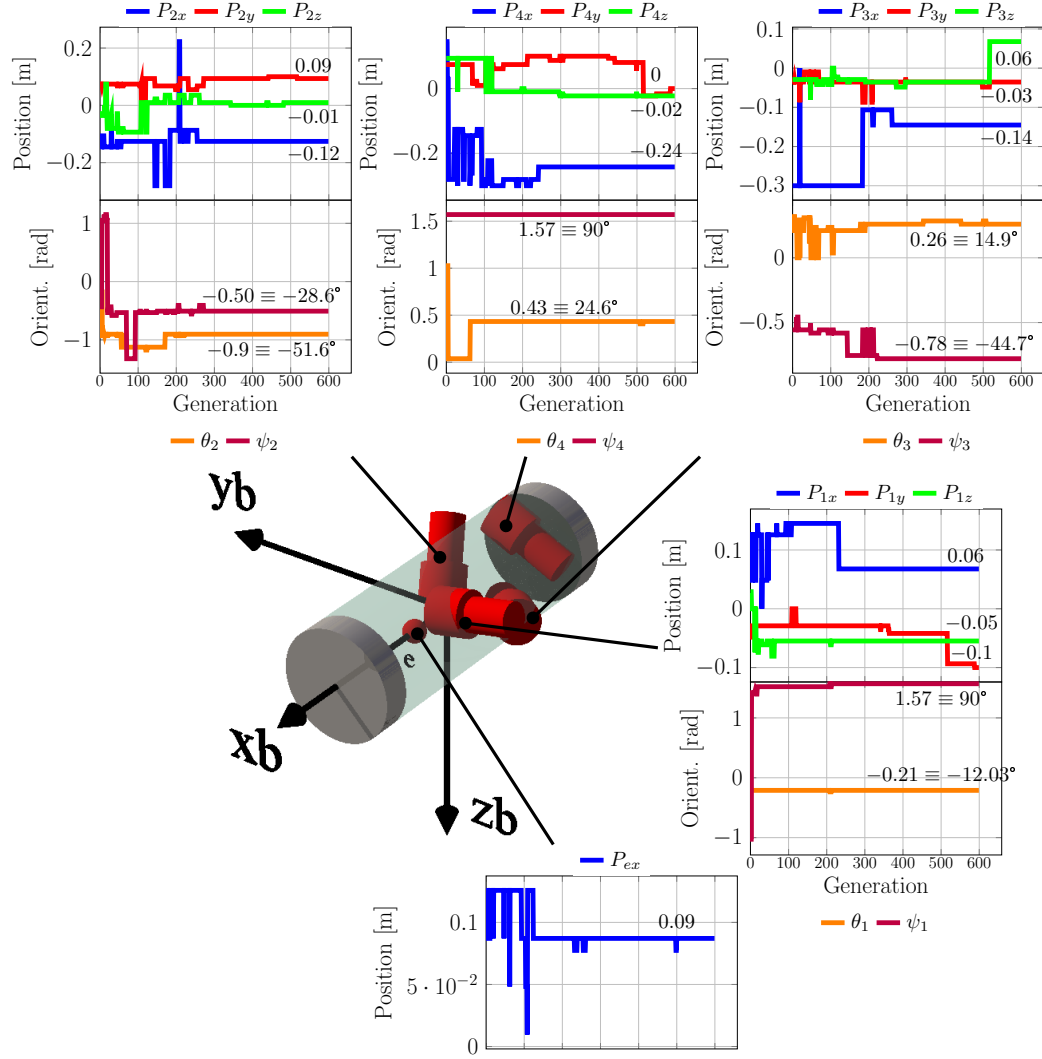 P2x P2y P2z
P4x P4y P4z
P3x P3y P3z
Position [m]
0.2
0
−0.2
0.09
−0.01
−0.12
Position [m]
0
−0.2
0
−0.02
−0.24
Position [m]
0.1
0
−0.1
−0.2
−0.3
0.06
−0.03
−0.14
Orient. [rad]
1
0
−1
−0.50 ≡ −28.6°
−0.9 ≡ −51.6°
0 100 200 300 400 500 600
Generation
θ2 ψ2
Orient. [rad]
1.5
1
0.5
0
1.57 ≡ 90°
0.43 ≡ 24.6°
0 100 200 300 400 500 600
Generation
θ4 ψ4
Orient. [rad]
0
−0.5
0.26 ≡ 14.9°
−0.78 ≡ −44.7°
0 100 200 300 400 500 600
Generation
θ3 ψ3
yb
e
xb
zb
P1x P1y P1z
Position [m]
0.1
0
−0.1
0.06
−0.05
−0.1
Orient. [rad]
1
0
−1
1.57 ≡ 90°
−0.21 ≡ −12.03°
0 100 200 300 400 500 600
Generation
θ1 ψ1
Pex
Position [m]
0.1
5 · 10−2
0
0.09